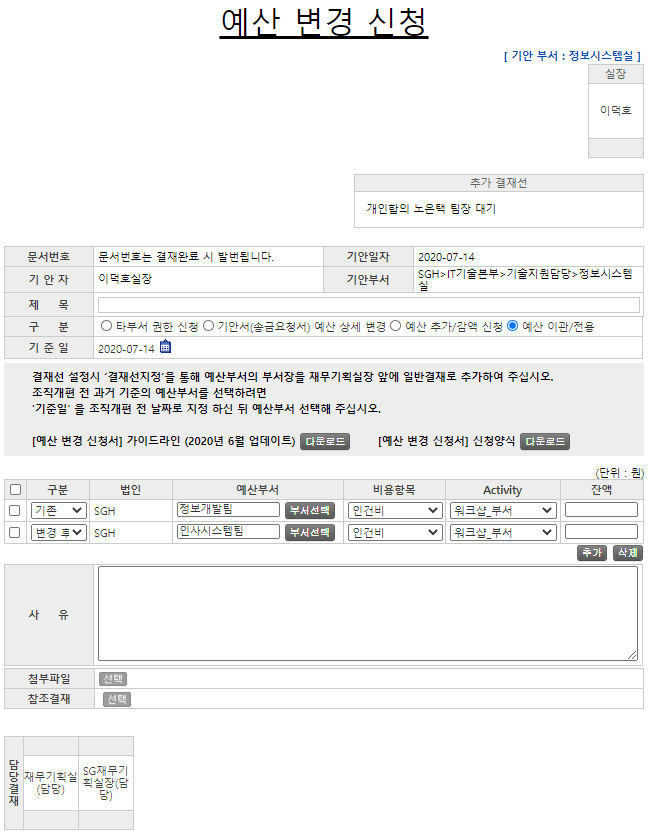 예산 변경 신청
[ 기안 부서 : 정보시스템실 ]
실장
이덕호
추가 결재선
개인합의 노은택 팀장 대기
문서번호 문서번호는 결재완료 시 발번됩니다. 기안일자 2020-07-14
기 안 자 이덕호실장 기안부서 SGH>IT기술본부>기술지원담당>정보시스템
실
제 목
구 분 타부서 권한 신청 기안서(송금요청서) 예산 상세 변경 예산 추가/감액 신청 예산 이관/전용
기 준 일 2020-07-14
결재선 설정시 '결재선지정'을 통해 예산부서의 부서장을 재무기획실장 앞에 일반결재로 추가하여 주십시오.
조직개편 전 과거 기준의 예산부서를 선택하려면
'기준일' 을 조직개편 전 날짜로 지정 하신 뒤 예산부서 선택해 주십시오.
[예산 변경 신청서] 가이드라인 (2020년 6월 업데이트) 다운로드 [예산 변경 신청서] 신청양식 다운로드
(단위 : 원)
구분 법인 예산부서 비용항목 Activity 잔액
기존 SGH 정보개발팀 부서선택 인건비 워크샵_부서
변경 후 SGH 인사시스템팀 부서선택 인건비 워크샵_부서
추가 삭제
사 유
첨부파일 선택
참조결재 선택
담당결재
재무기획실
(담당)
SG재무기
획실장(담
당)